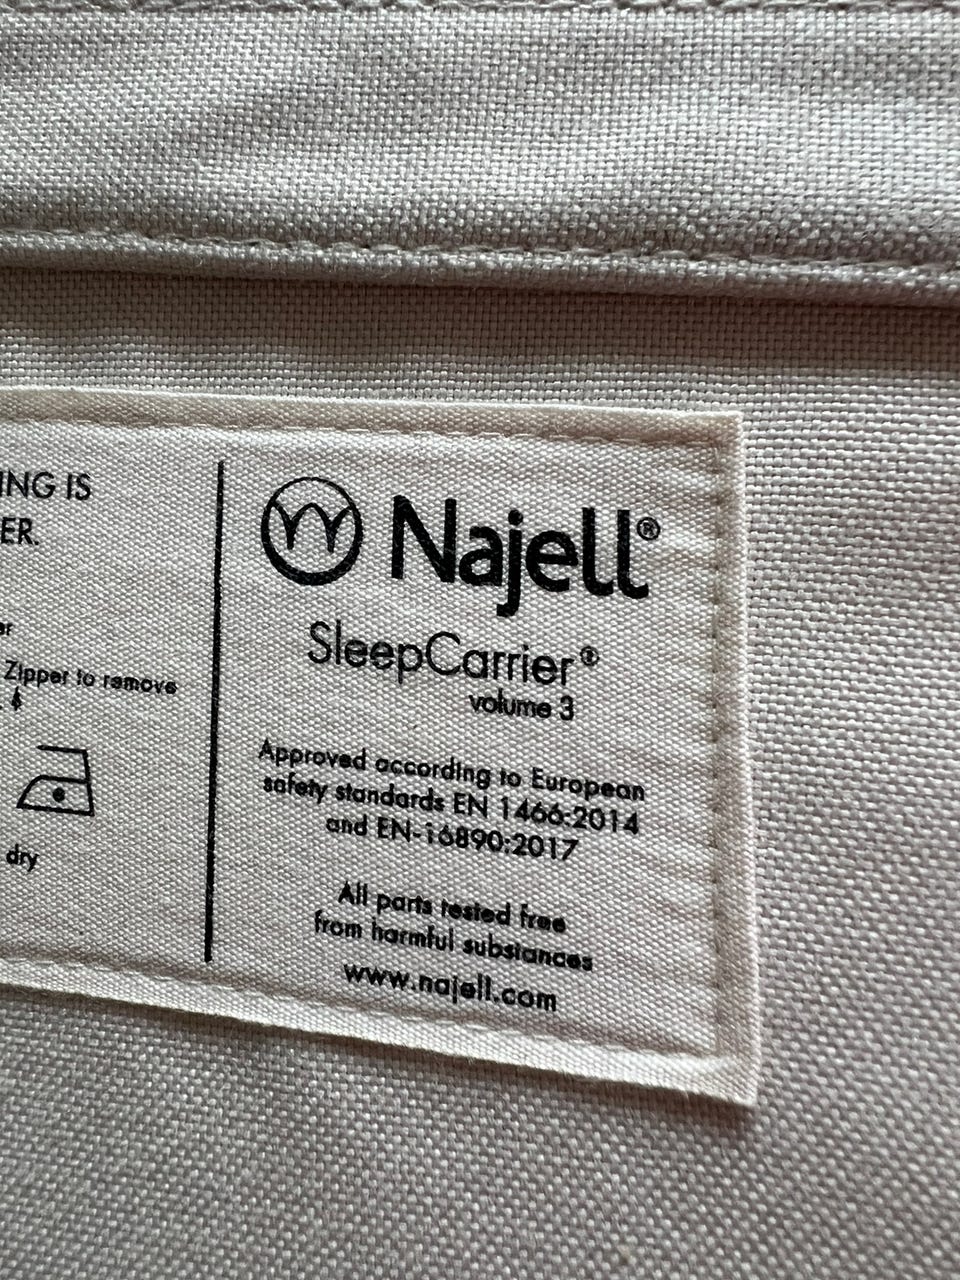 ING IS
ER.
er
Zipper to remove
dry
Najell®
SleepCarrier®
volume 3
Approved according to European
safety standards EN 1466:2014
and EN-16890:2017
All parts tested free
from harmful substances
www.najell.com